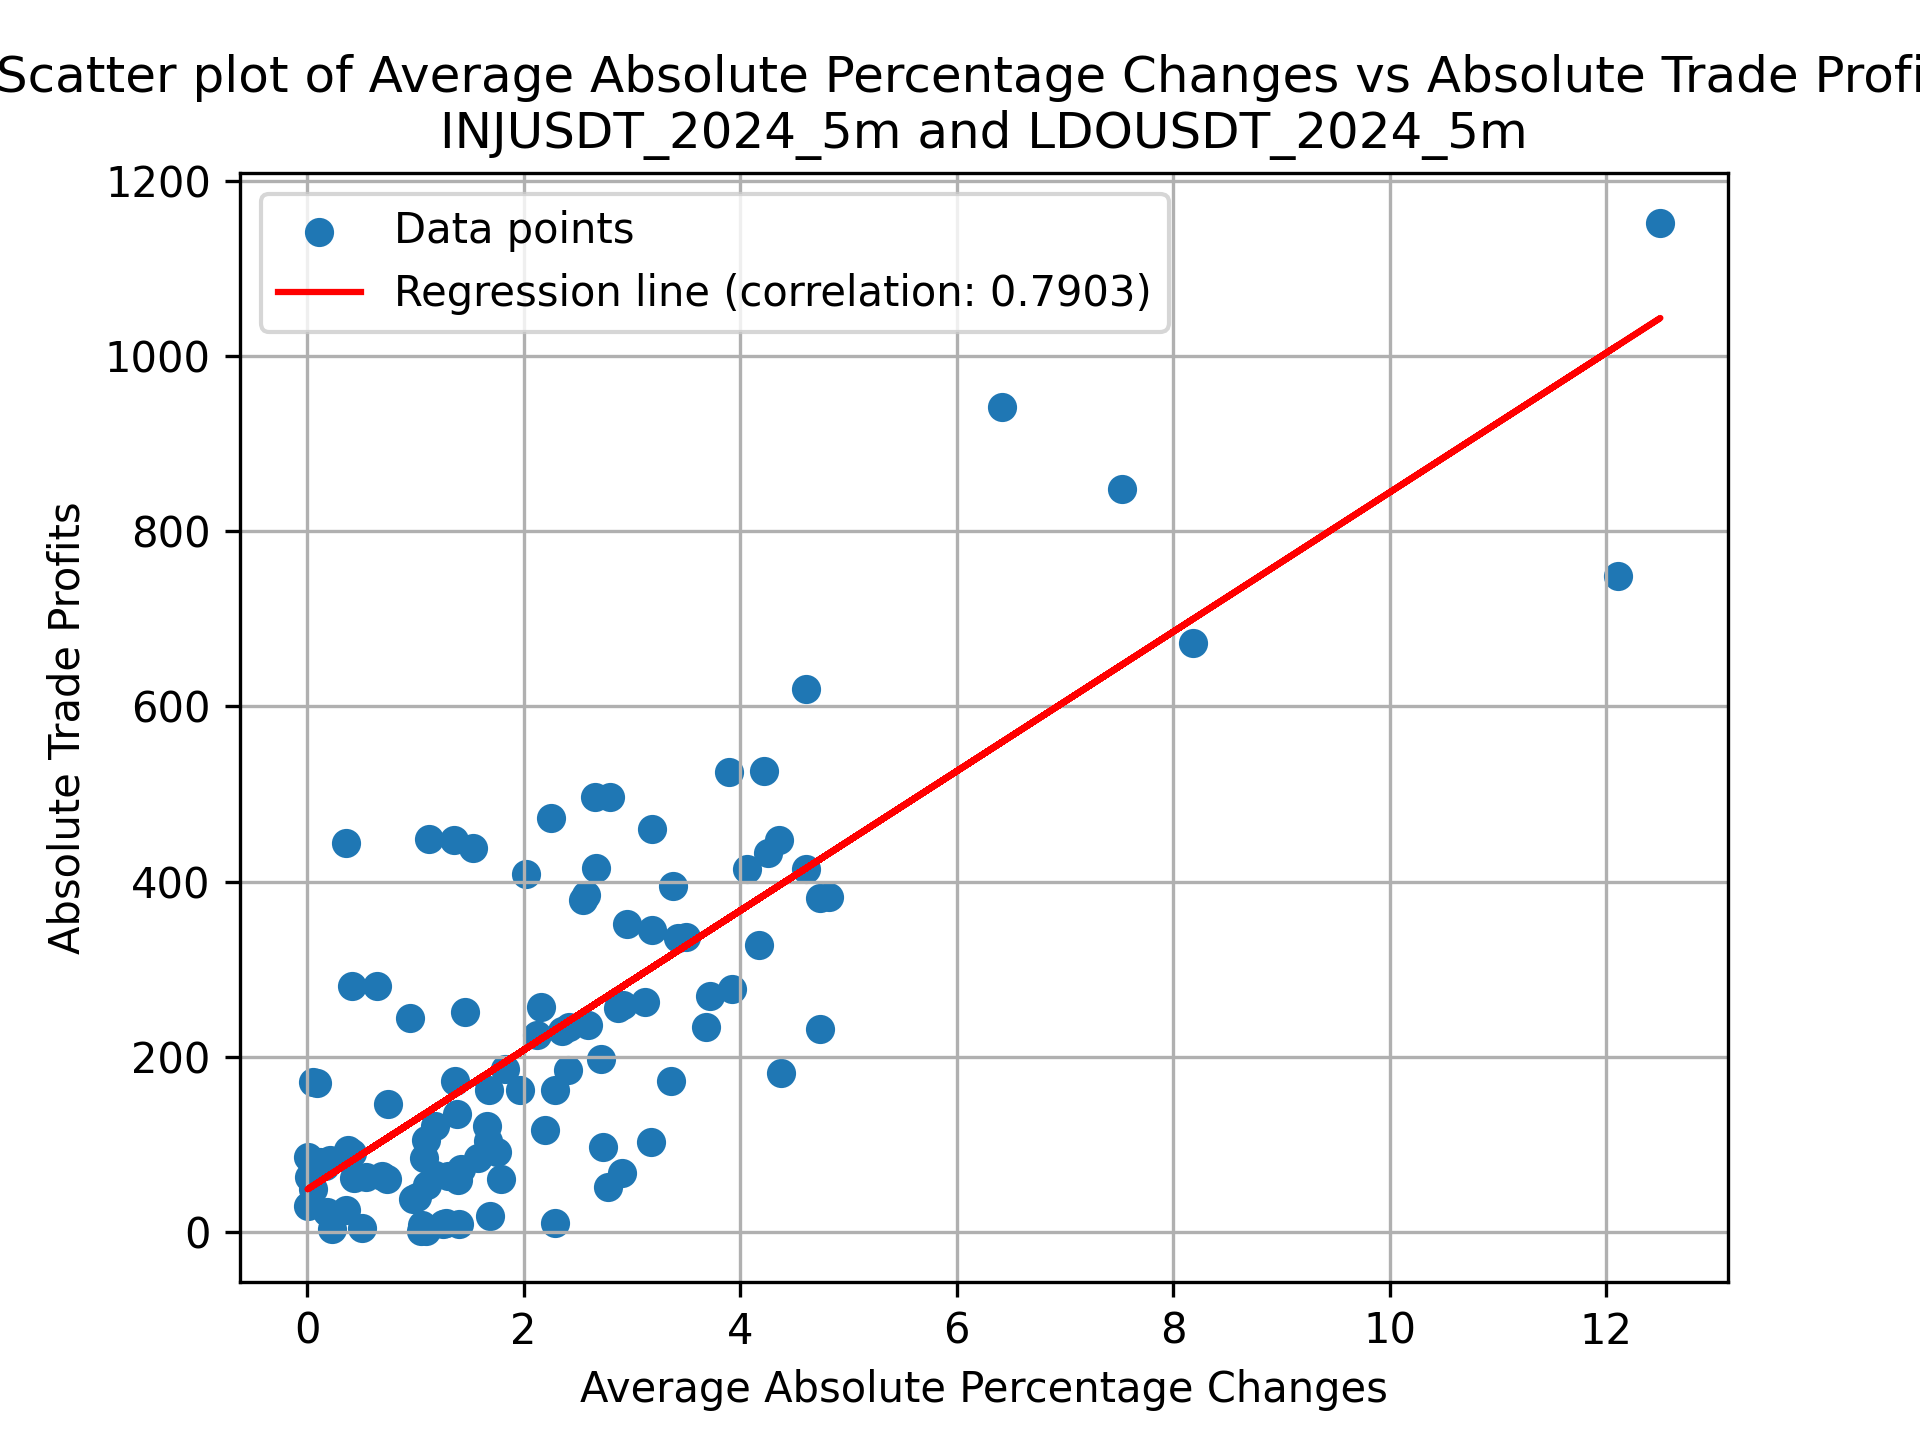 Scatter plot of Average Absolute Percentage Changes vs Absolute Trade Profi
INJUSDT_2024_5m and LDOUSDT_2024_5m
1200
1000
800
600
400
200
0
Absolute Trade Profits
Data points
Regression line (correlation: 0.7903)
0 2 4 6 8 10 12
Average Absolute Percentage Changes